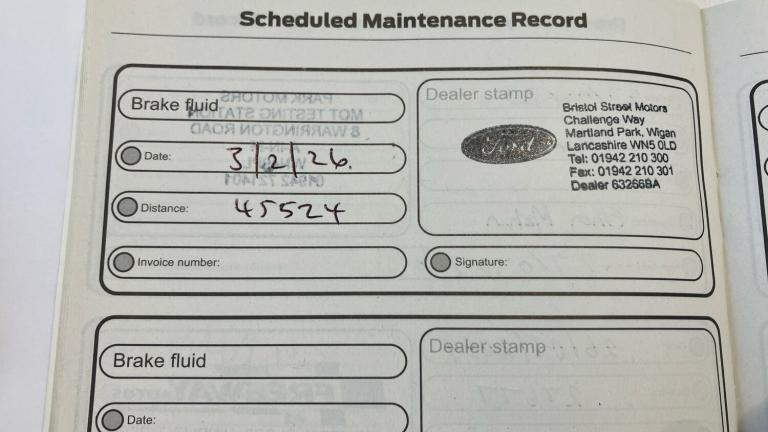 Scheduled Maintenance Record
Brake fluid
Date: 3/2/26.
Distance: 45524
Invoice number:
Dealer stamp
Ford
Bristol Street Motors
Challenge Way
Martland Park, Wigan
Lancashire WN5 0LD
Tel: 01942 210 300
Fax: 01942 210 301
Dealer 63266BA
Signature:
Brake fluid
Date:
Dealer stamp